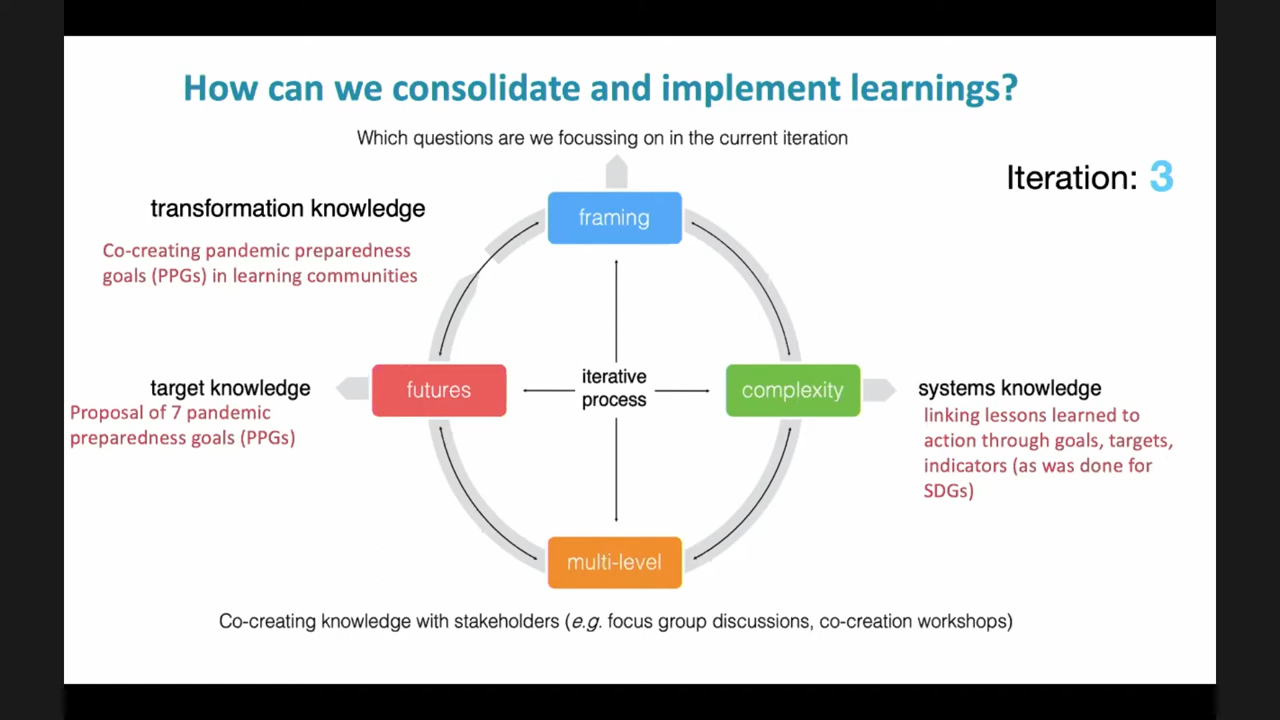 How can we consolidate and implement learnings?
Which questions are we focussing on in the current iteration
Iteration: 3
transformation knowledge
Co-creating pandemic preparedness
goals (PPGs) in learning communities
framing
target knowledge
Proposal of 7 pandemic
preparedness goals (PPGs)
futures
iterative
process
complexity
systems knowledge
linking lessons learned to
action through goals, targets,
indicators (as was done for
SDGs)
multi-level
Co-creating knowledge with stakeholders (e.g. focus group discussions, co-creation workshops)